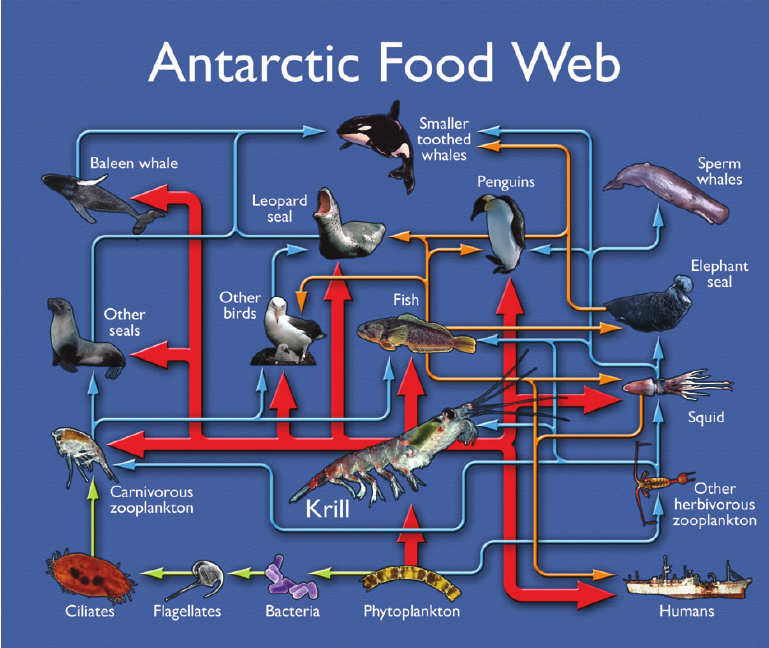 Antarctic Food Web
Smaller
toothed
whales
Baleen whale
Sperm
whales
Penguins
Leopard
seal
Elephant
seal
Other
birds
Fish
Other
seals
Squid
Carnivorous
zooplankton
Krill
Other
herbivorous
zooplankton
Ciliates
Flagellates
Bacteria
Phytoplankton
Humans